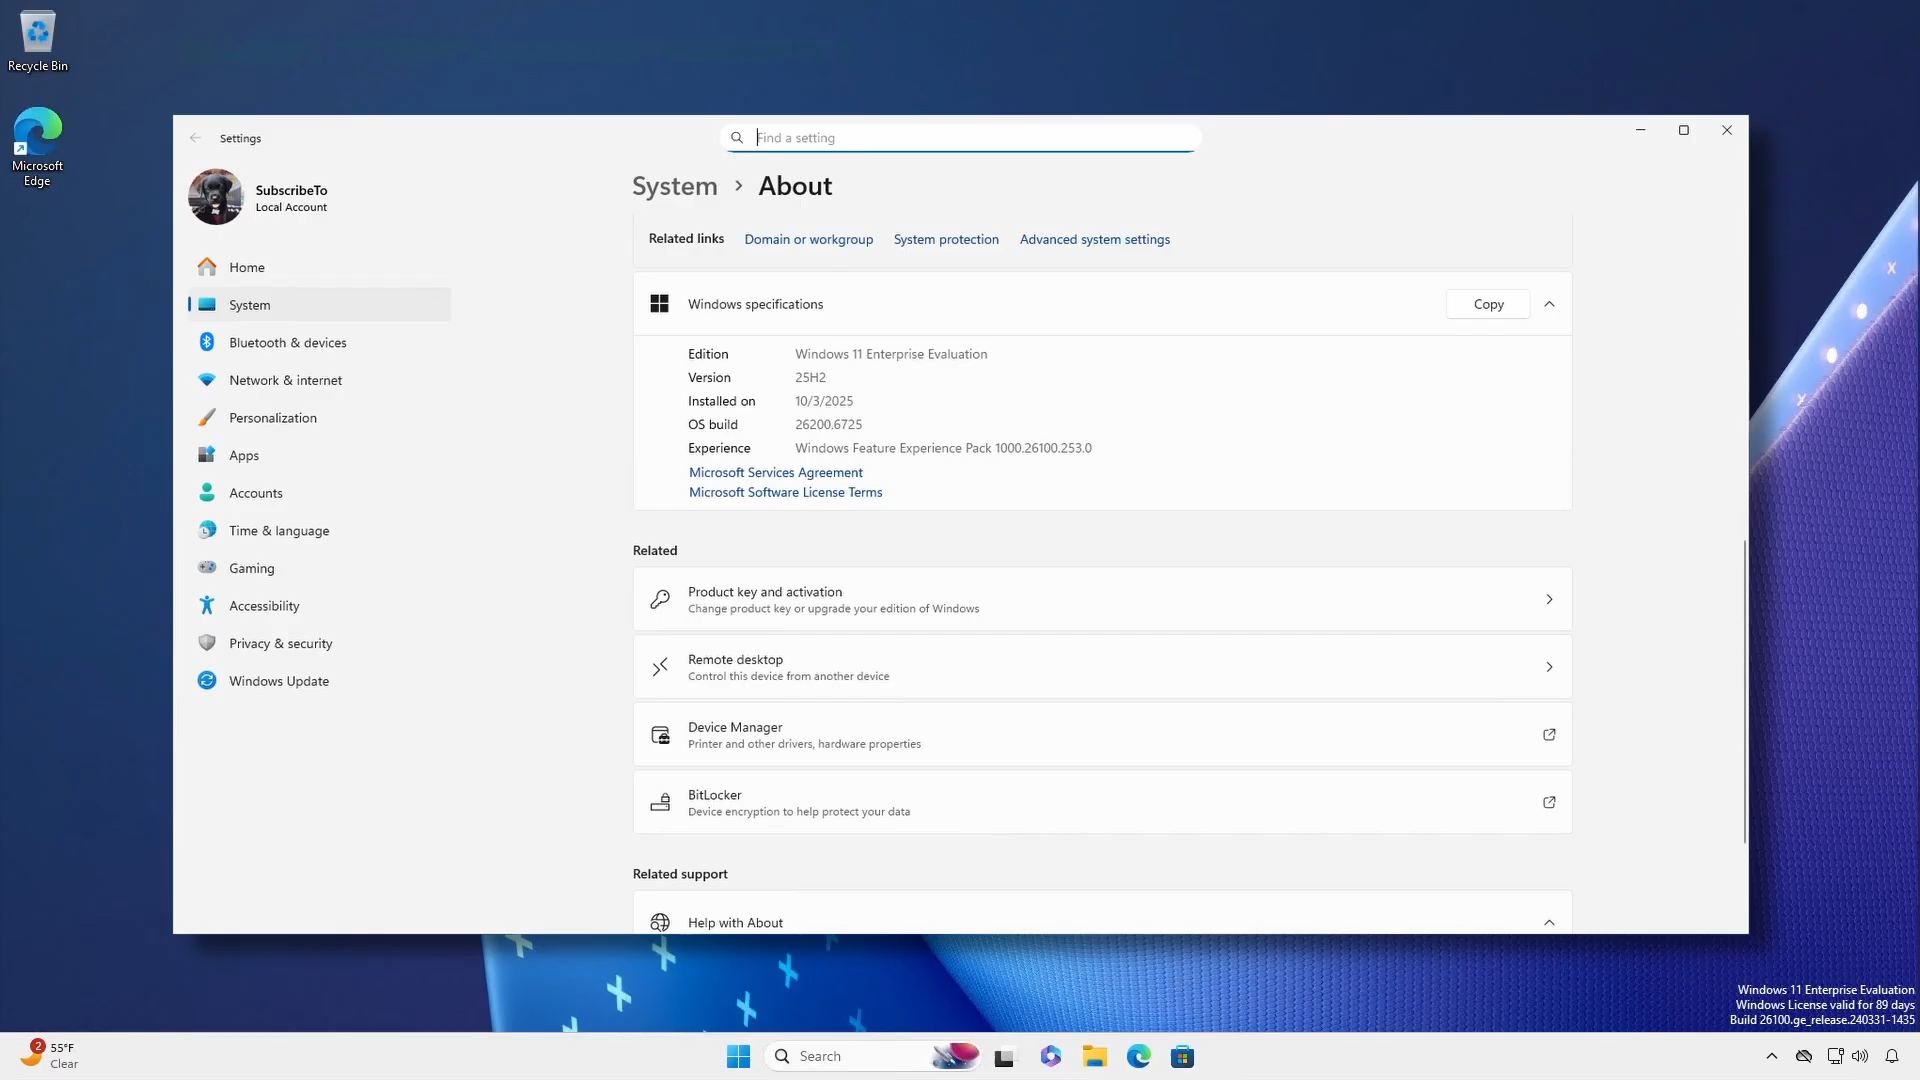 Recycle Bin
Microsoft
Edge
Settings
Find a setting
SubscribeTo
Local Account
Home
System
Bluetooth & devices
Network & internet
Personalization
Apps
Accounts
Time & language
Gaming
Accessibility
Privacy & security
Windows Update
System > About
Related links Domain or workgroup System protection Advanced system settings
Windows specifications Copy
Edition Windows 11 Enterprise Evaluation
Version 25H2
Installed on 10/3/2025
OS build 26200.6725
Experience Windows Feature Experience Pack 1000.26100.253.0
Microsoft Services Agreement
Microsoft Software License Terms
Related
Product key and activation
Change product key or upgrade your edition of Windows
Remote desktop
Control this device from another device
Device Manager
Printer and other drivers, hardware properties
BitLocker
Device encryption to help protect your data
Related support
Help with About
Windows 11 Enterprise Evaluation
Windows License valid for 89 days
Build 26100.ge_release.240331-1435
2
55°F
Clear
Search